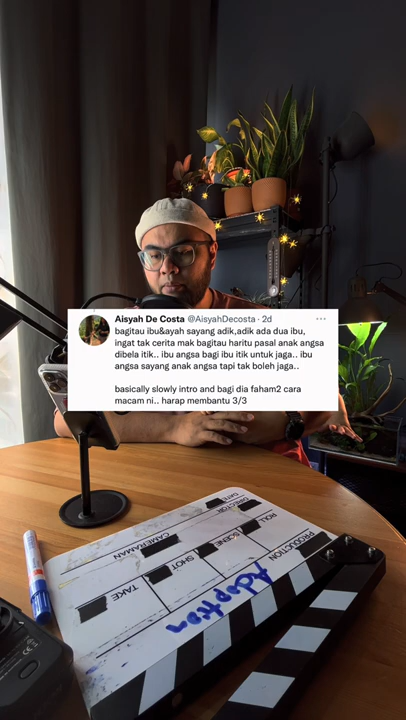 Aisyah De Costa @AisyahDecosta · 2d
bagitau ibu&ayah sayang adik,adik ada dua ibu,
ingat tak cerita mak bagitau haritu pasal anak angsa
dibela itik.. ibu angsa bagi ibu itik untuk jaga.. ibu
angsa sayang anak angsa tapi tak boleh jaga..
basically slowly intro and bagi dia faham2 cara
macam ni.. harap membantu 3/3
DATE
DIRECTOR
CAMERAMAN
ROLL
SCENE
SHOT
TAKE
PRODUCTION
Adoption